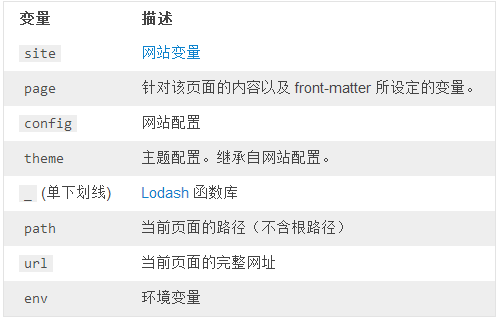 变量 描述
site 网站变量
page 针对该页面的内容以及 front-matter 所设定的变量。
config 网站配置
theme 主题配置。继承自网站配置。
_ (单下划线) Lodash 函数库
path 当前页面的路径（不含根路径）
url 当前页面的完整网址
env 环境变量